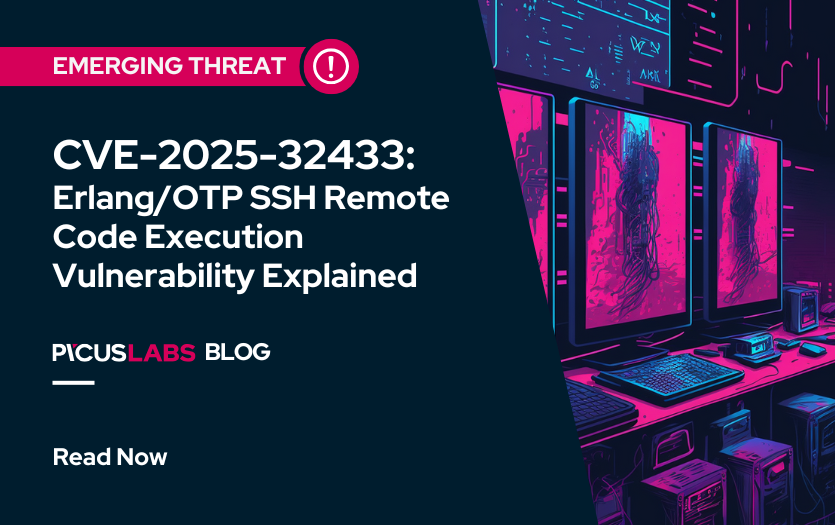 EMERGING THREAT
CVE-2025-32433:
Erlang/OTP SSH Remote
Code Execution
Vulnerability Explained
PICUSLABS BLOG
Read Now